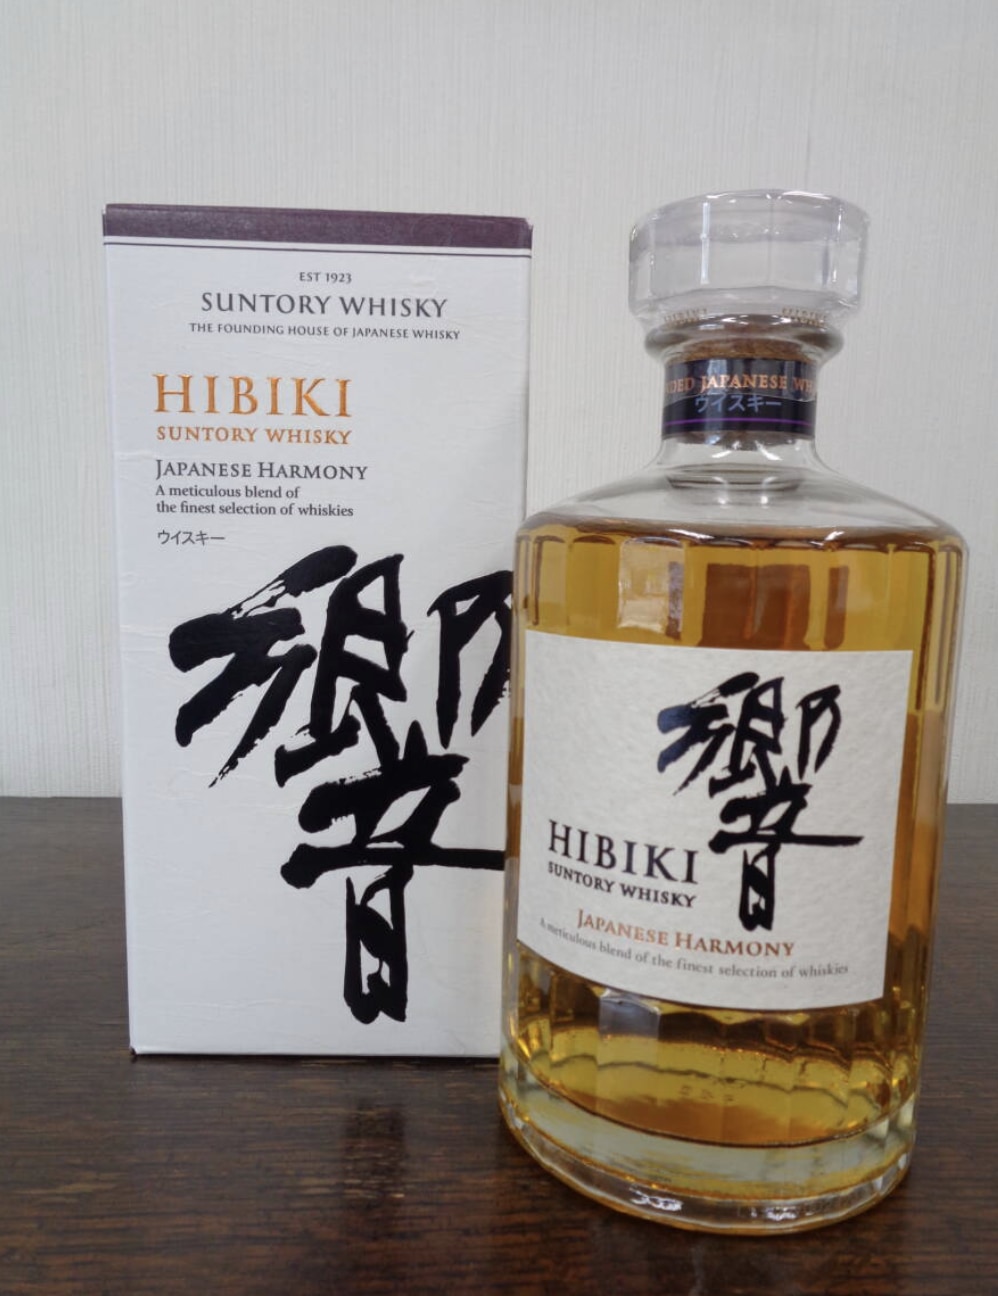 EST 1923
SUNTORY WHISKY
THE FOUNDING HOUSE OF JAPANESE WHISKY
HIBIKI
SUNTORY WHISKY
JAPANESE HARMONY
A meticulous blend of
the finest selection of whiskies
ウイスキー
響
JAPANESE
ウイスキー
響
HIBIKI
SUNTORY WHISKY
JAPANESE HARMONY
A meticulous blend of the finest selection of whiskies